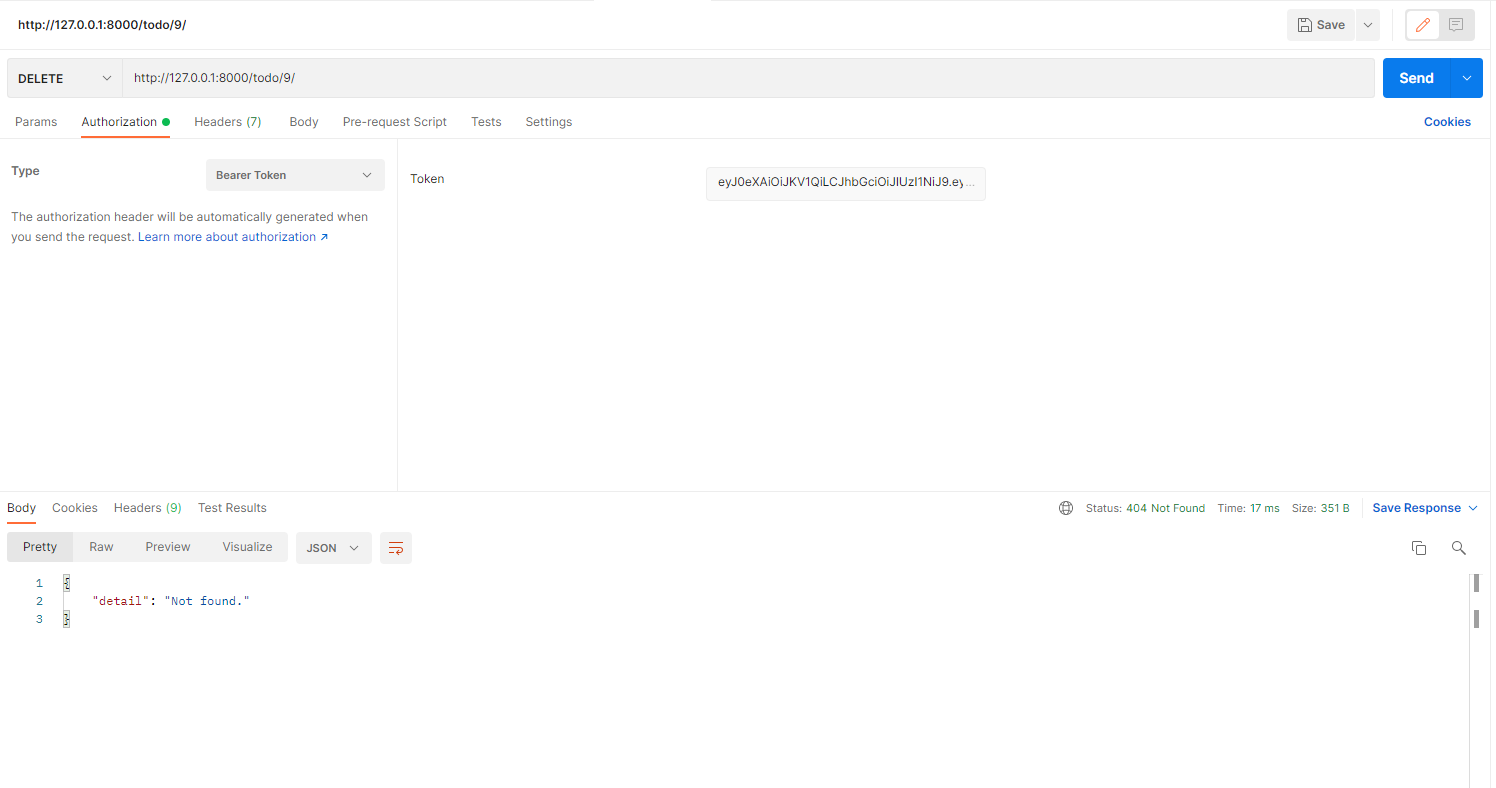 http://127.0.0.1:8000/todo/9/
Save
DELETE
http://127.0.0.1:8000/todo/9/
Send
Params Authorization Headers (7) Body Pre-request Script Tests Settings Cookies
Type
Bearer Token
Token
eyJ0eXAiOiJKV1QiLCJhbGciOiJIUzI1NiJ9.ey...
The authorization header will be automatically generated when
you send the request. Learn more about authorization ↗
Body Cookies Headers (9) Test Results
Status: 404 Not Found Time: 17 ms Size: 351 B Save Response
Pretty Raw Preview Visualize JSON
1 {
2 "detail": "Not found."
3 }